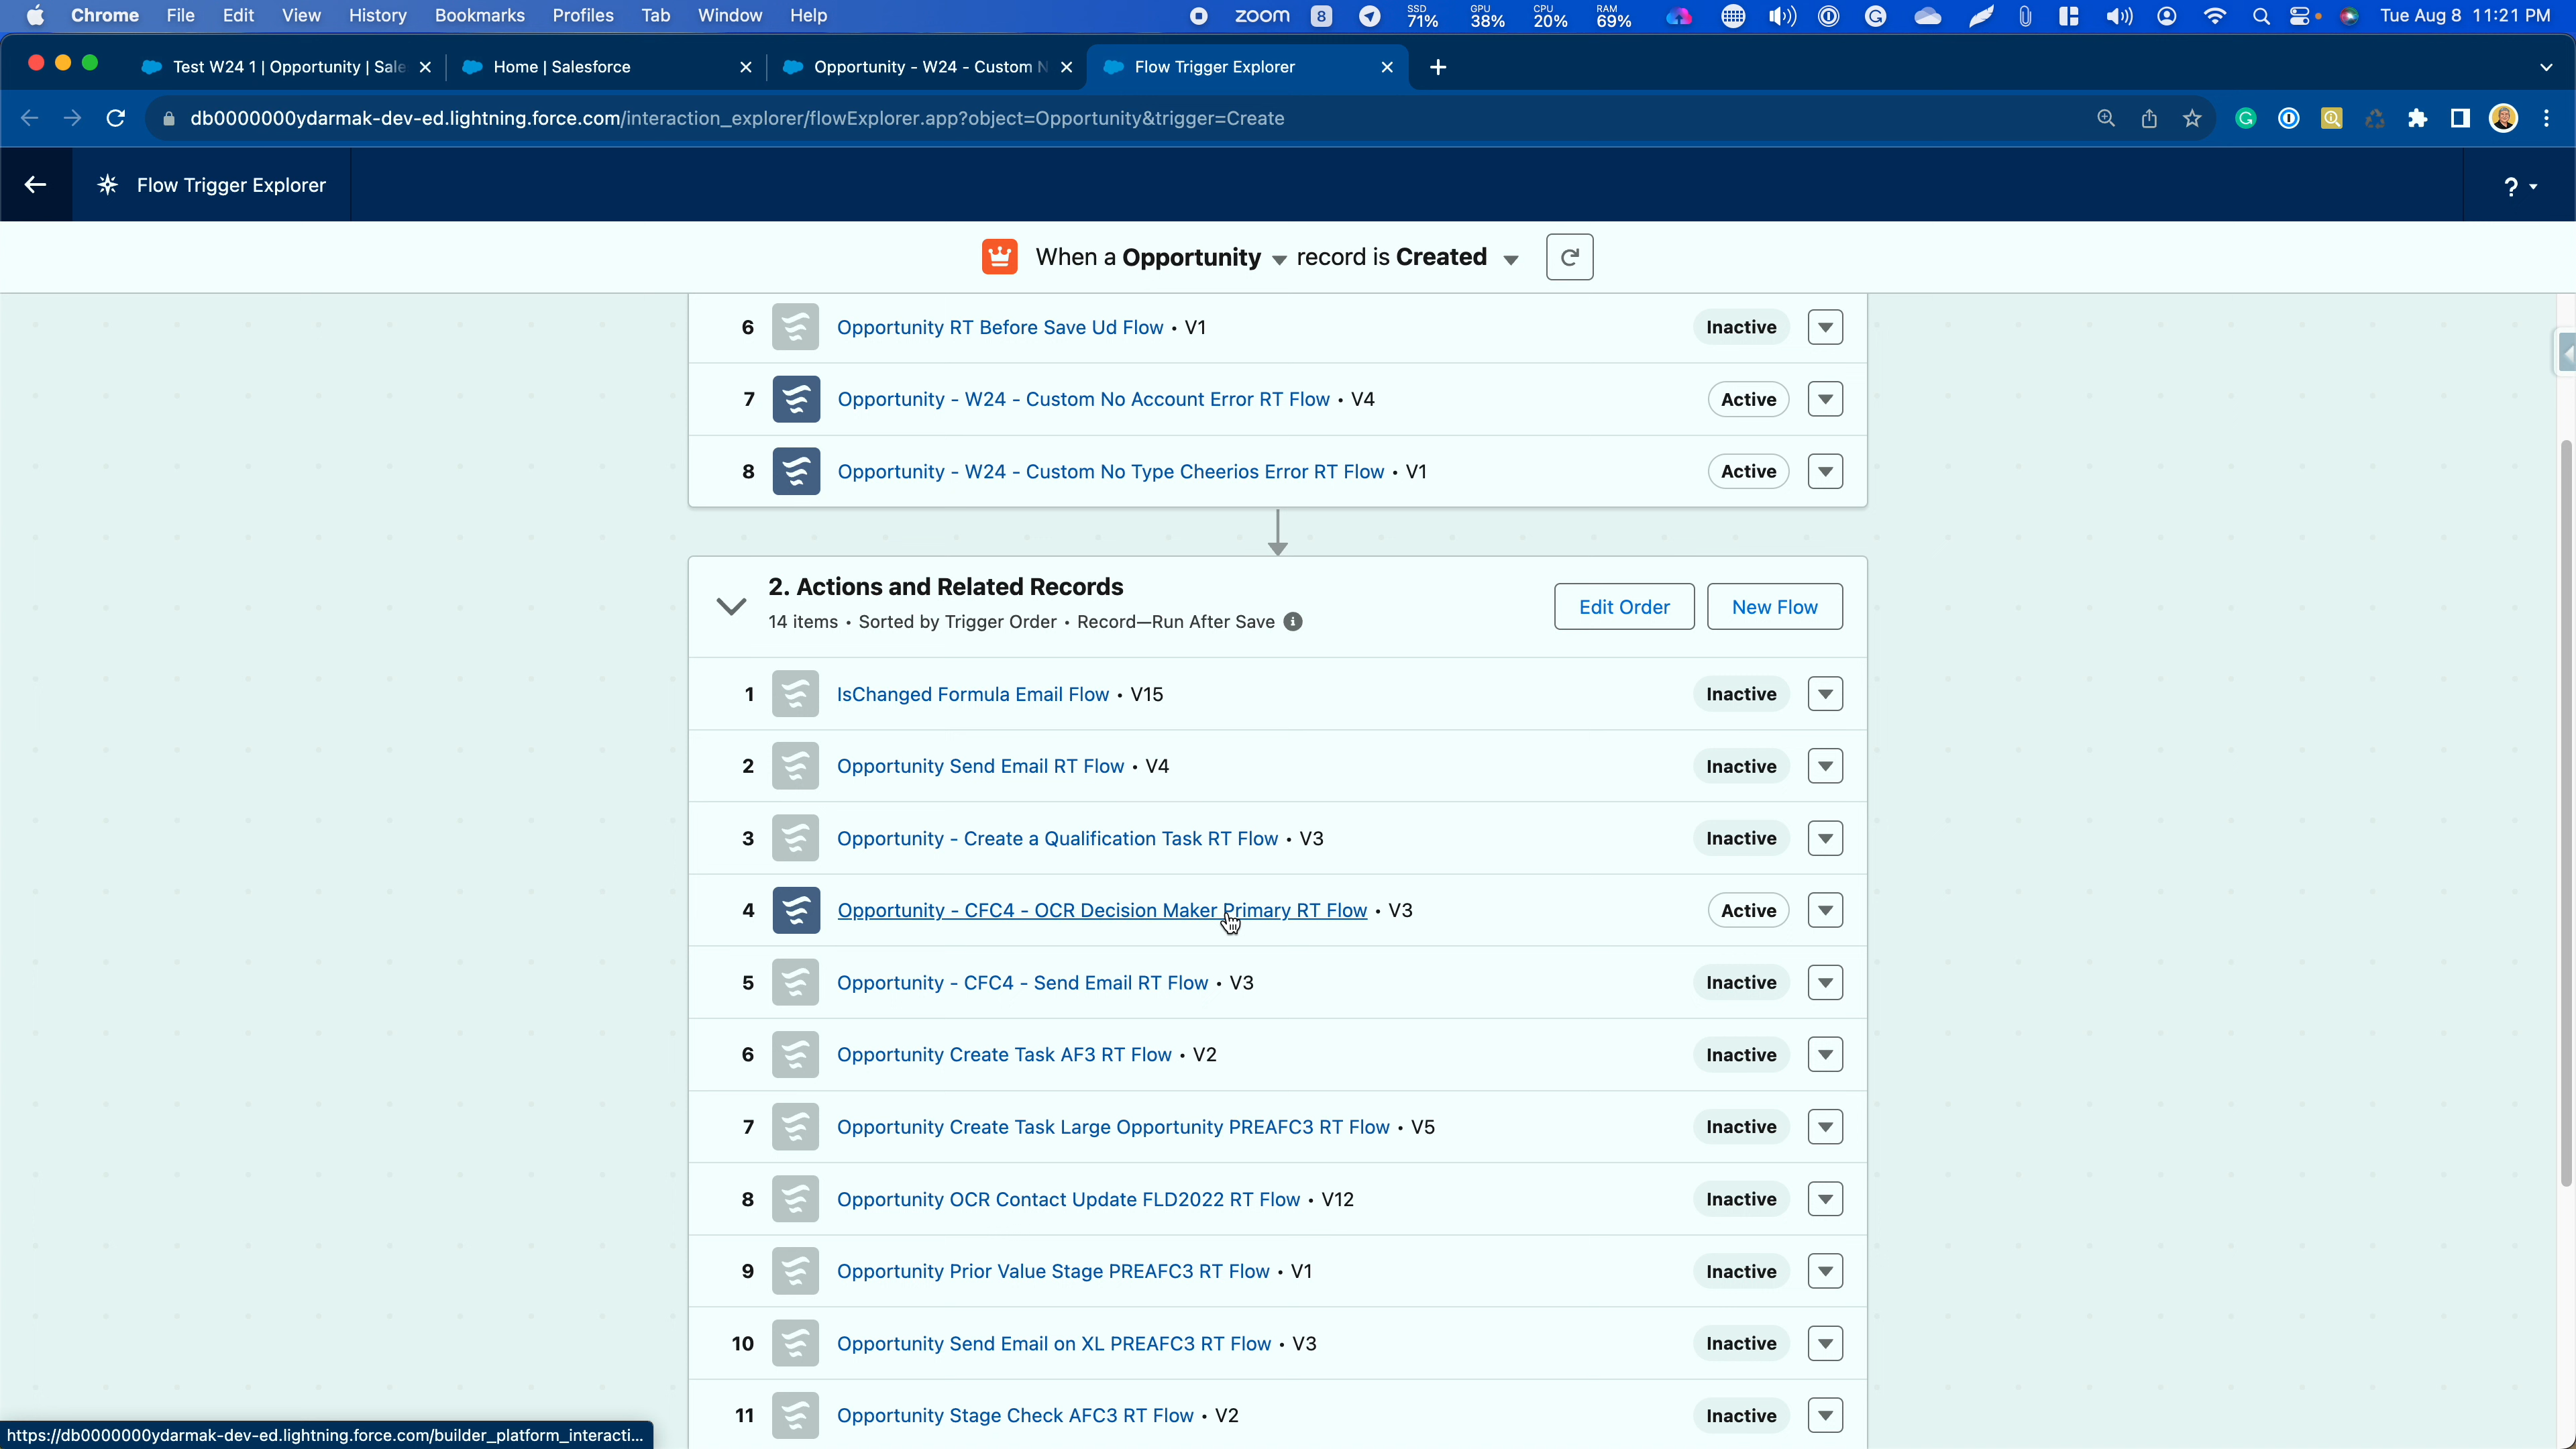 Chrome File Edit View History Bookmarks Profiles Tab Window Help zoom 8 SSD 71% GPU 38% CPU 20% RAM 69% Tue Aug 8 11:21 PM
Test W24 1 | Opportunity | Sale Home | Salesforce Opportunity - W24 - Custom N Flow Trigger Explorer
db0000000ydarmak-dev-ed.lightning.force.com/interaction_explorer/flowExplorer.app?object=Opportunity&trigger=Create
Flow Trigger Explorer ?
When a Opportunity record is Created
6 Opportunity RT Before Save Ud Flow • V1 Inactive
7 Opportunity - W24 - Custom No Account Error RT Flow • V4 Active
8 Opportunity - W24 - Custom No Type Cheerios Error RT Flow • V1 Active
2. Actions and Related Records
14 items • Sorted by Trigger Order • Record—Run After Save
Edit Order New Flow
1 IsChanged Formula Email Flow • V15 Inactive
2 Opportunity Send Email RT Flow • V4 Inactive
3 Opportunity - Create a Qualification Task RT Flow • V3 Inactive
4 Opportunity - CFC4 - OCR Decision Maker Primary RT Flow • V3 Active
5 Opportunity - CFC4 - Send Email RT Flow • V3 Inactive
6 Opportunity Create Task AF3 RT Flow • V2 Inactive
7 Opportunity Create Task Large Opportunity PREAFC3 RT Flow • V5 Inactive
8 Opportunity OCR Contact Update FLD2022 RT Flow • V12 Inactive
9 Opportunity Prior Value Stage PREAFC3 RT Flow • V1 Inactive
10 Opportunity Send Email on XL PREAFC3 RT Flow • V3 Inactive
11 Opportunity Stage Check AFC3 RT Flow • V2 Inactive
https://db0000000ydarmak-dev-ed.lightning.force.com/builder_platform_interacti...